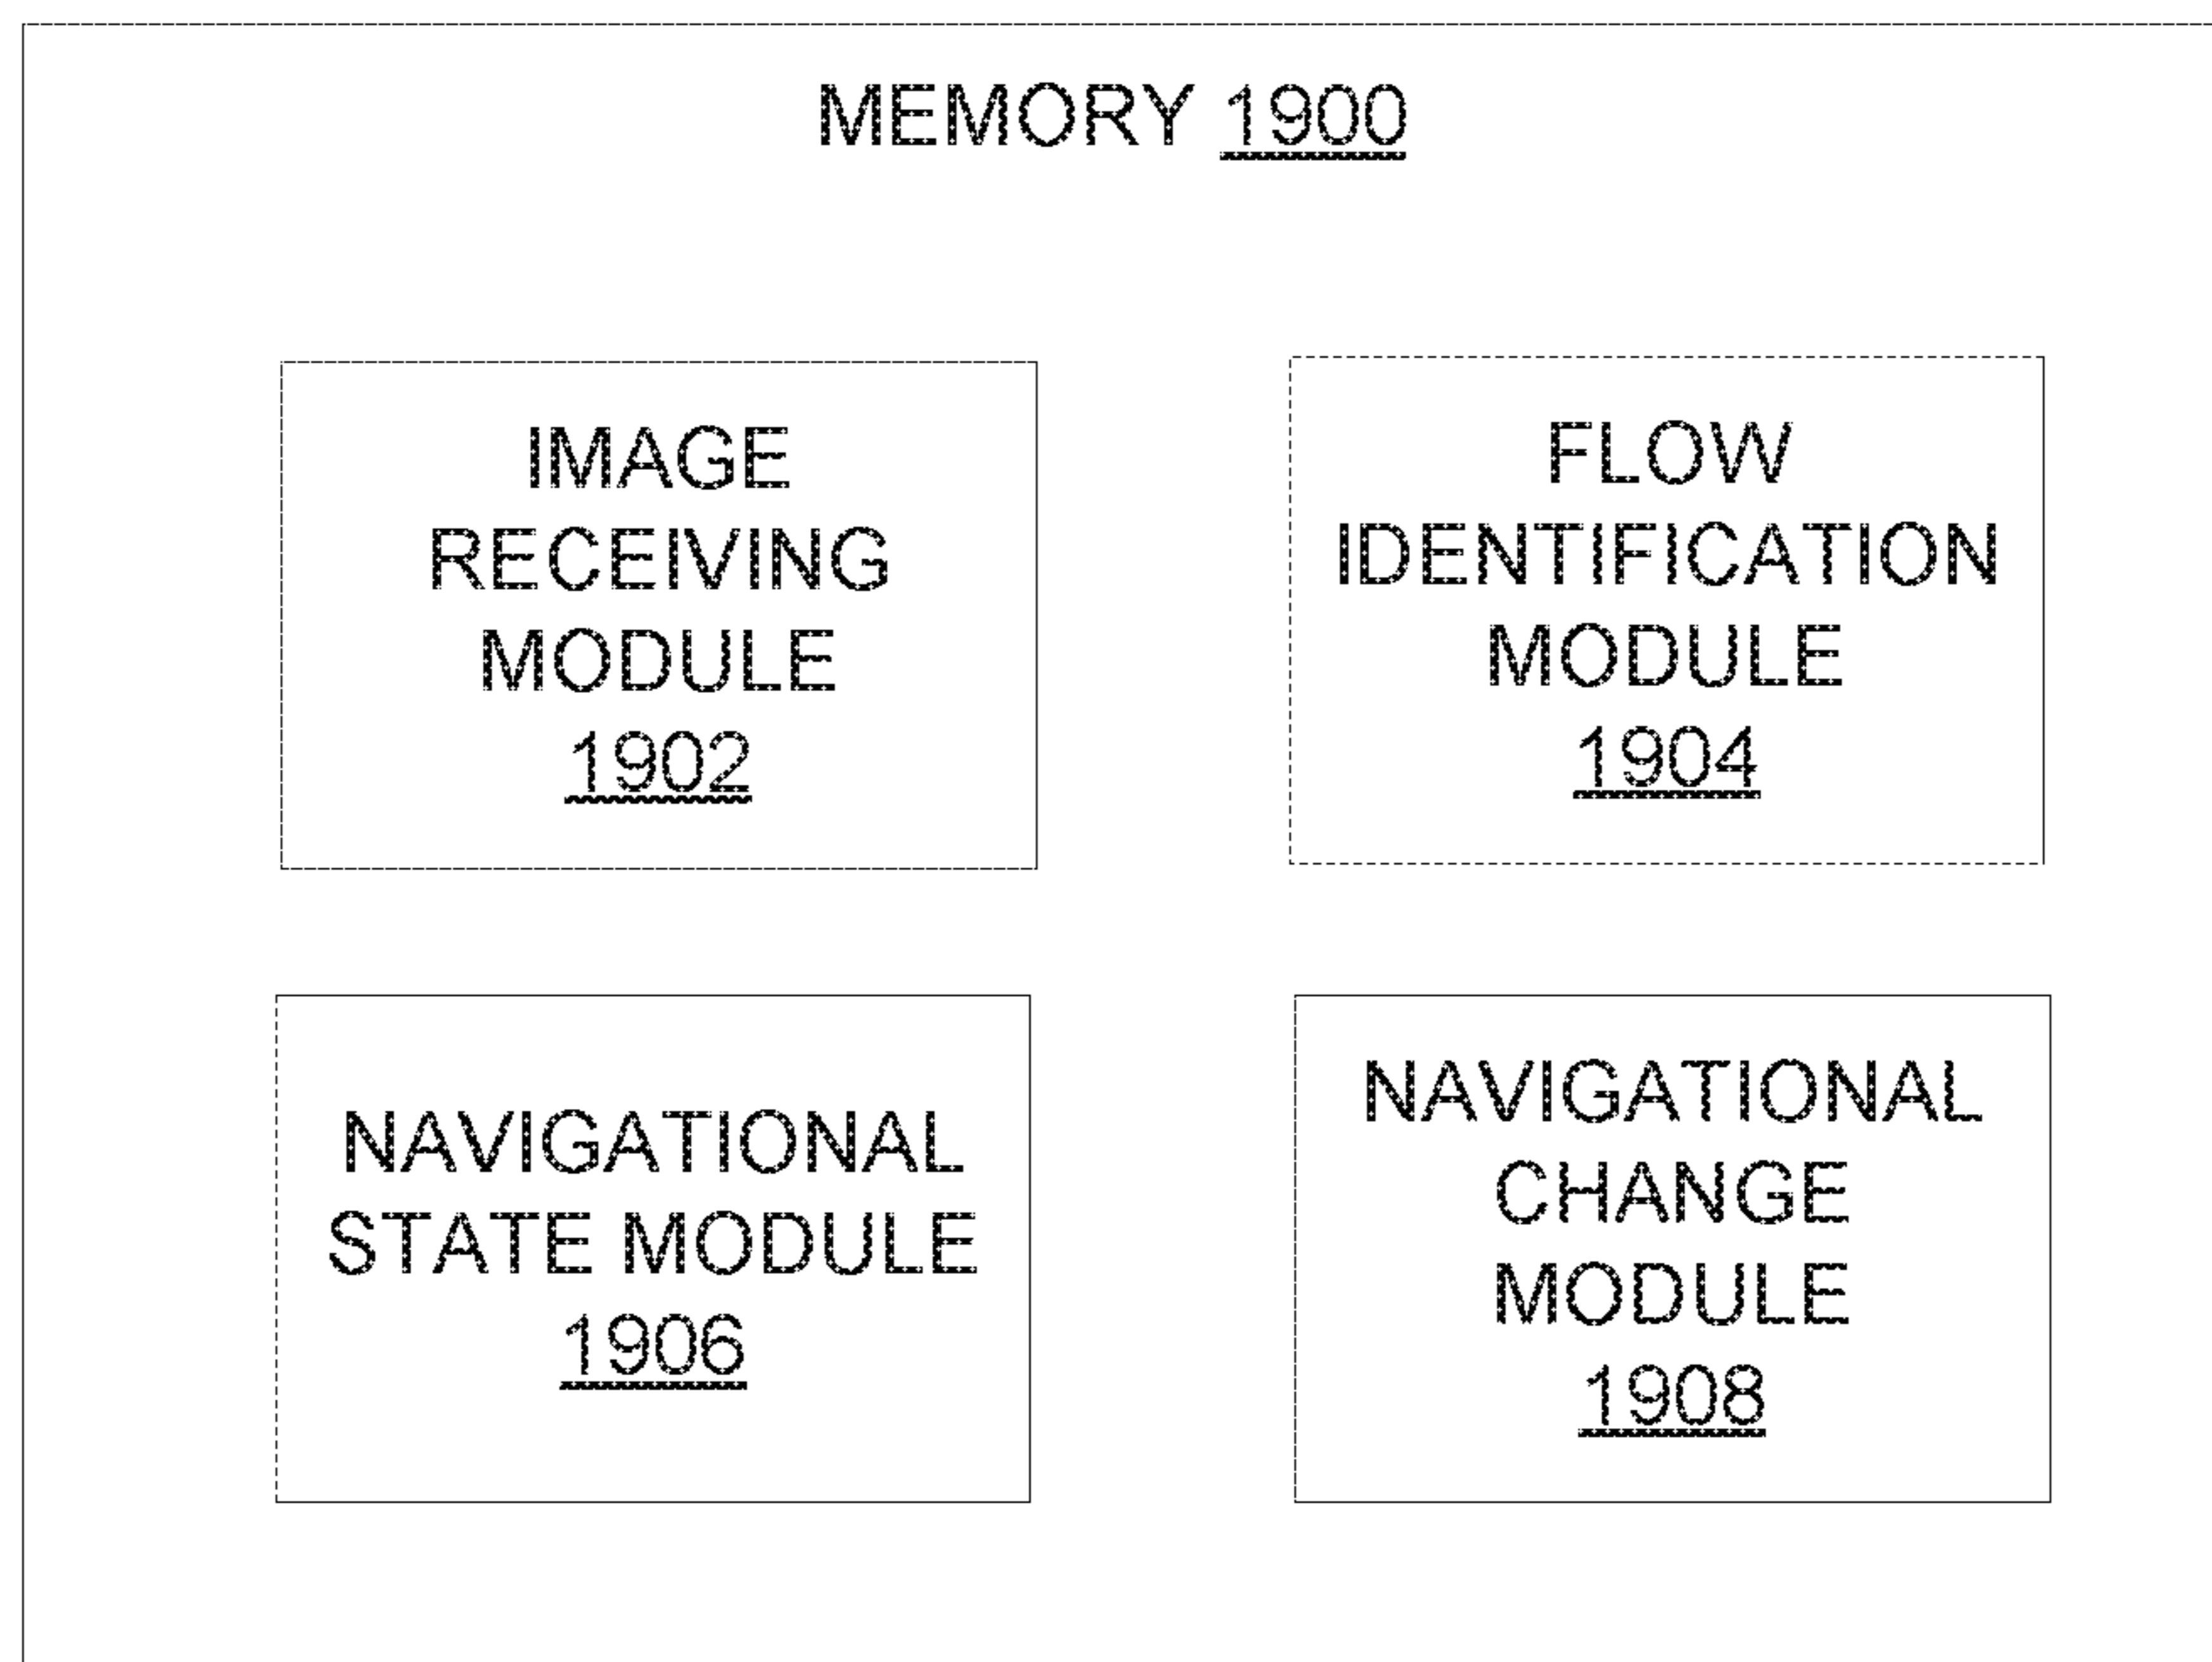 MEMORY 1900
IMAGE
RECEIVING
MODULE
1902
FLOW
IDENTIFICATION
MODULE
1904
NAVIGATIONAL
STATE MODULE
1906
NAVIGATIONAL
CHANGE
MODULE
1908